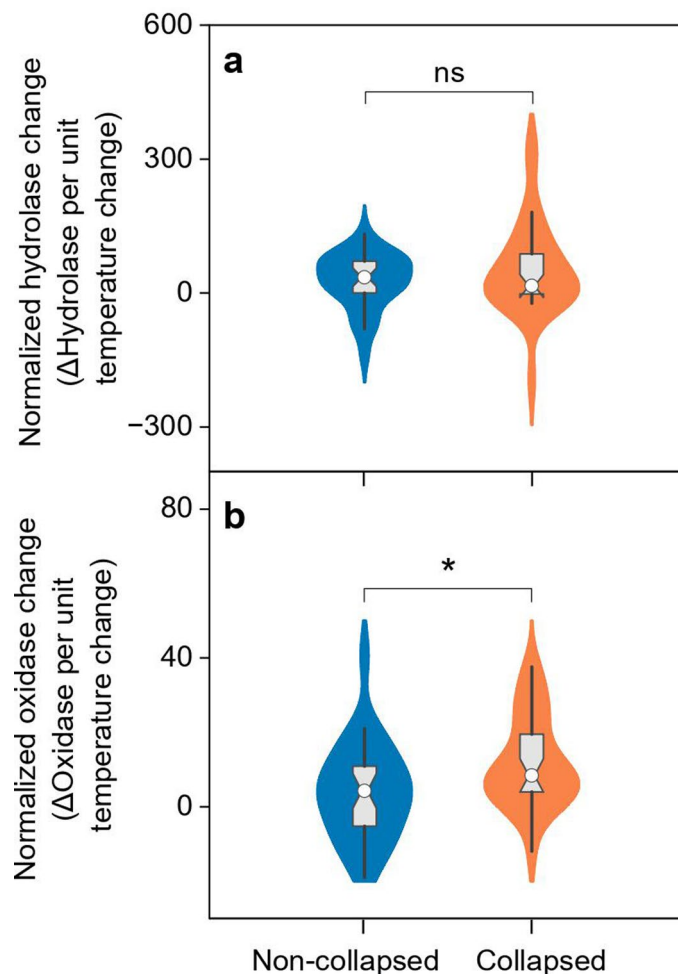 600
a
ns
300
0
−300
Normalized hydrolase change
(ΔHydrolase per unit
temperature change)
80
b
*
40
0
Normalized oxidase change
(ΔOxidase per unit
temperature change)
Non-collapsed
Collapsed